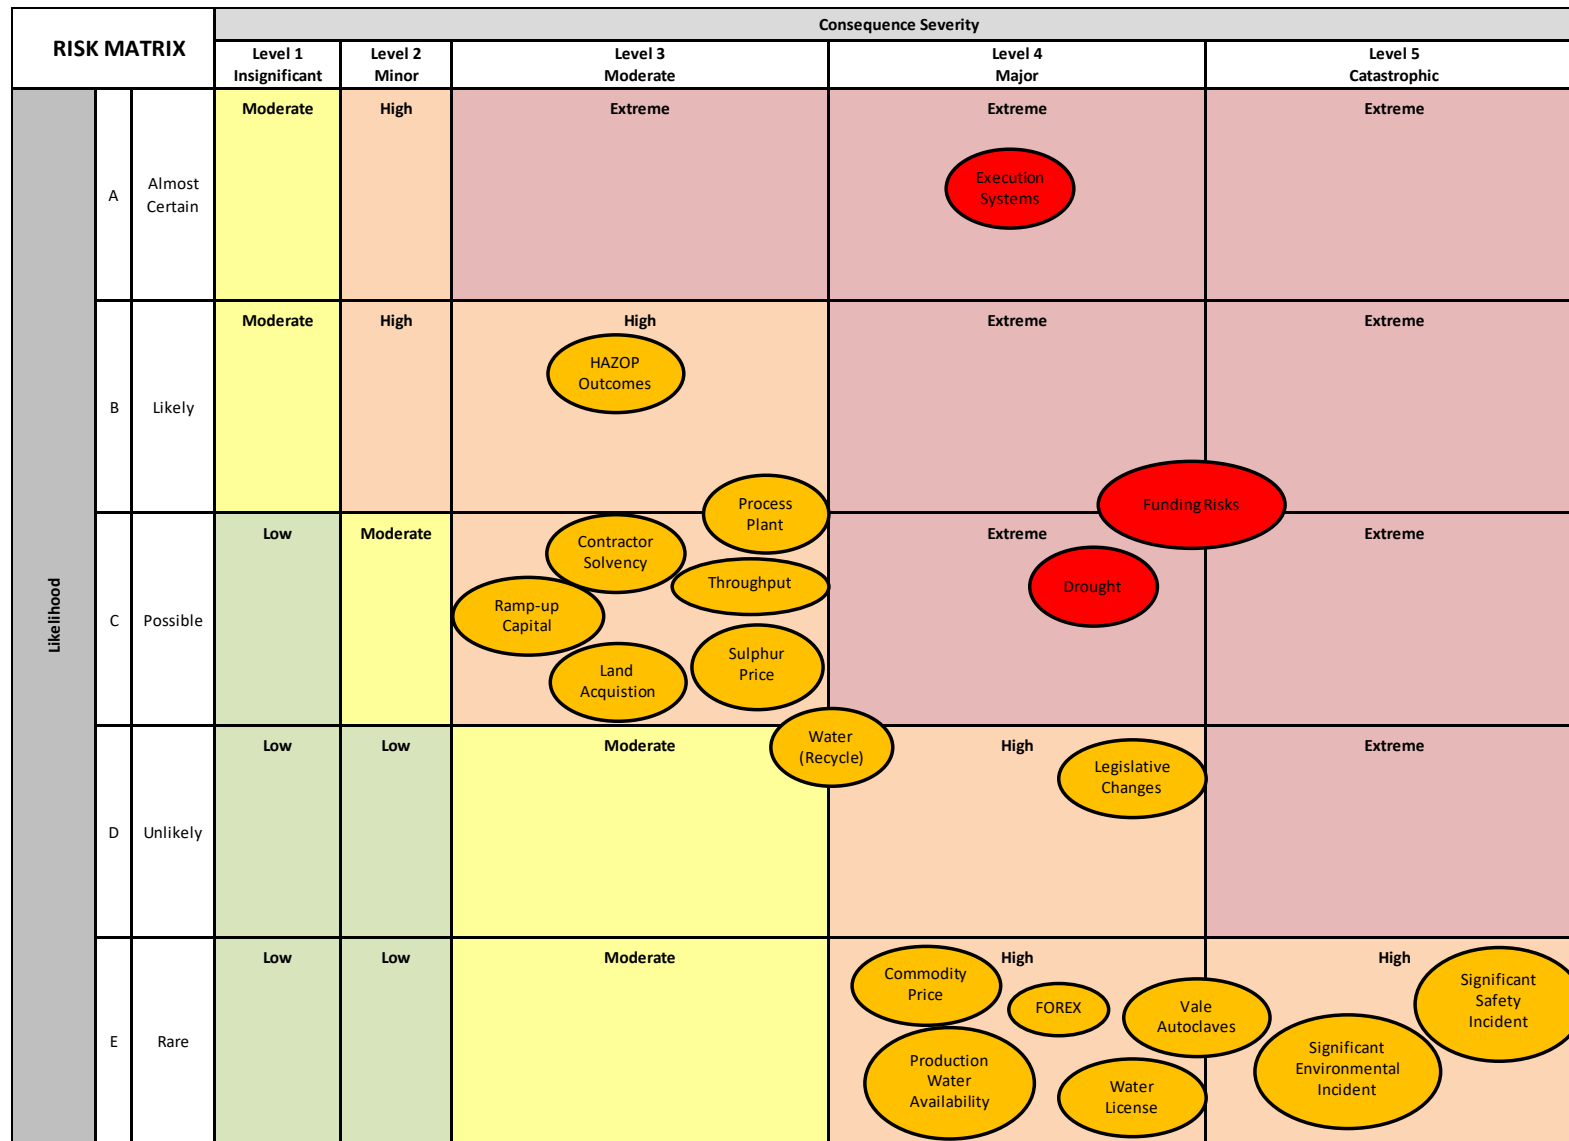 RISK MATRIX
Consequence Severity
Level 1
Insignificant
Level 2
Minor
Level 3
Moderate
Level 4
Major
Level 5
Catastrophic
Likelihood
A
Almost
Certain
Moderate
High
Extreme
Extreme
Extreme
Execution
Systems
B
Likely
Moderate
High
High
Extreme
Extreme
HAZOP
Outcomes
Process
Plant
Funding Risks
C
Possible
Low
Moderate
Extreme
Extreme
Contractor
Solvency
Throughput
Drought
Ramp-up
Capital
Land
Acquistion
Sulphur
Price
Water
(Recycle)
D
Unlikely
Low
Low
Moderate
High
Extreme
Legislative
Changes
E
Rare
Low
Low
Moderate
High
High
Commodity
Price
FOREX
Vale
Autoclaves
Significant
Safety
Incident
Production
Water
Availability
Water
License
Significant
Environmental
Incident